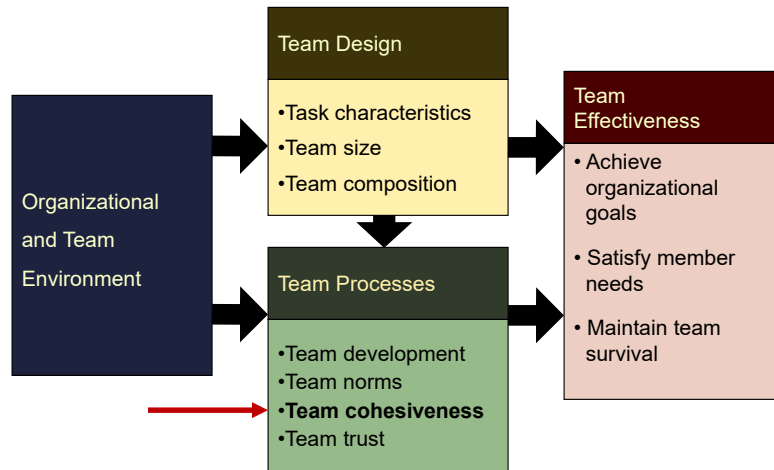 Organizational
and Team
Environment
Team Design
•Task characteristics
•Team size
•Team composition
Team Processes
•Team development
•Team norms
•Team cohesiveness
•Team trust
Team
Effectiveness
• Achieve
organizational
goals
• Satisfy member
needs
• Maintain team
survival